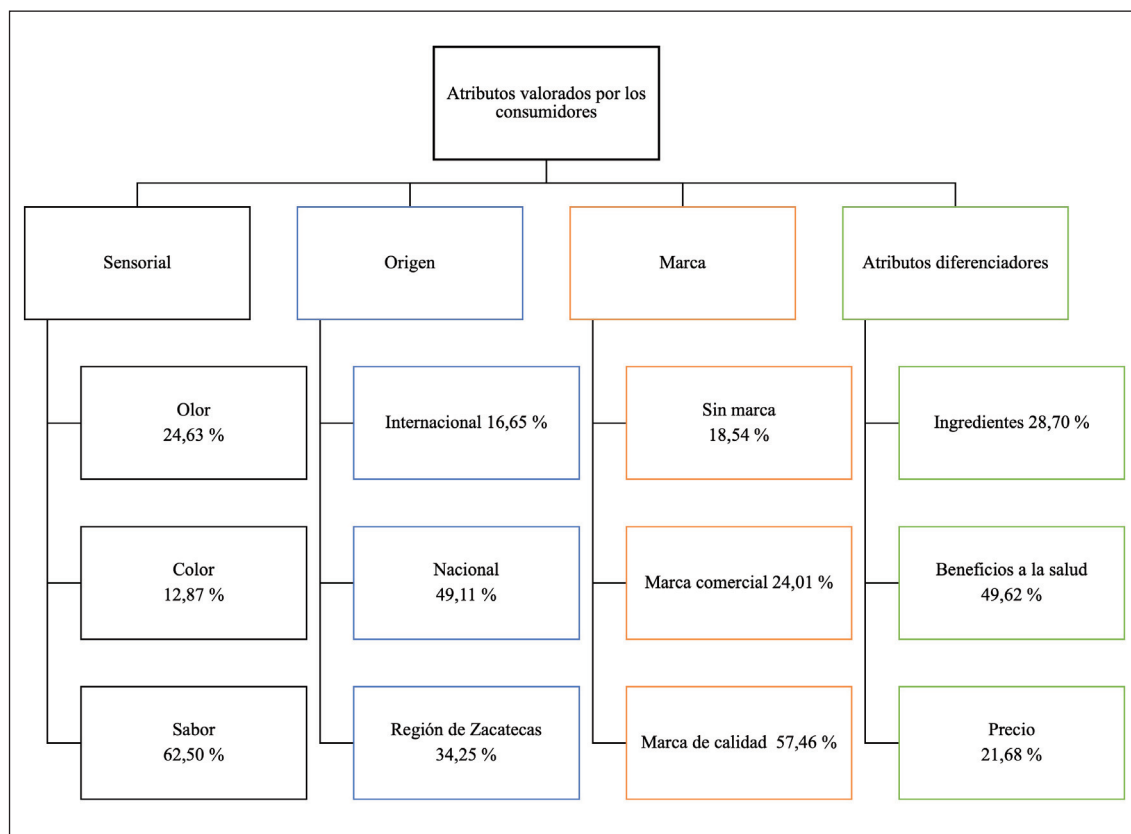 Atributos valorados por los
consumidores
Sensorial
Origen
Marca
Atributos diferenciadores
Olor
24,63 %
Internacional 16,65 %
Sin marca
18,54 %
Ingredientes 28,70 %
Color
12,87 %
Nacional
49,11 %
Marca comercial 24,01 %
Beneficios a la salud
49,62 %
Sabor
62,50 %
Región de Zacatecas
34,25 %
Marca de calidad 57,46 %
Precio
21,68 %